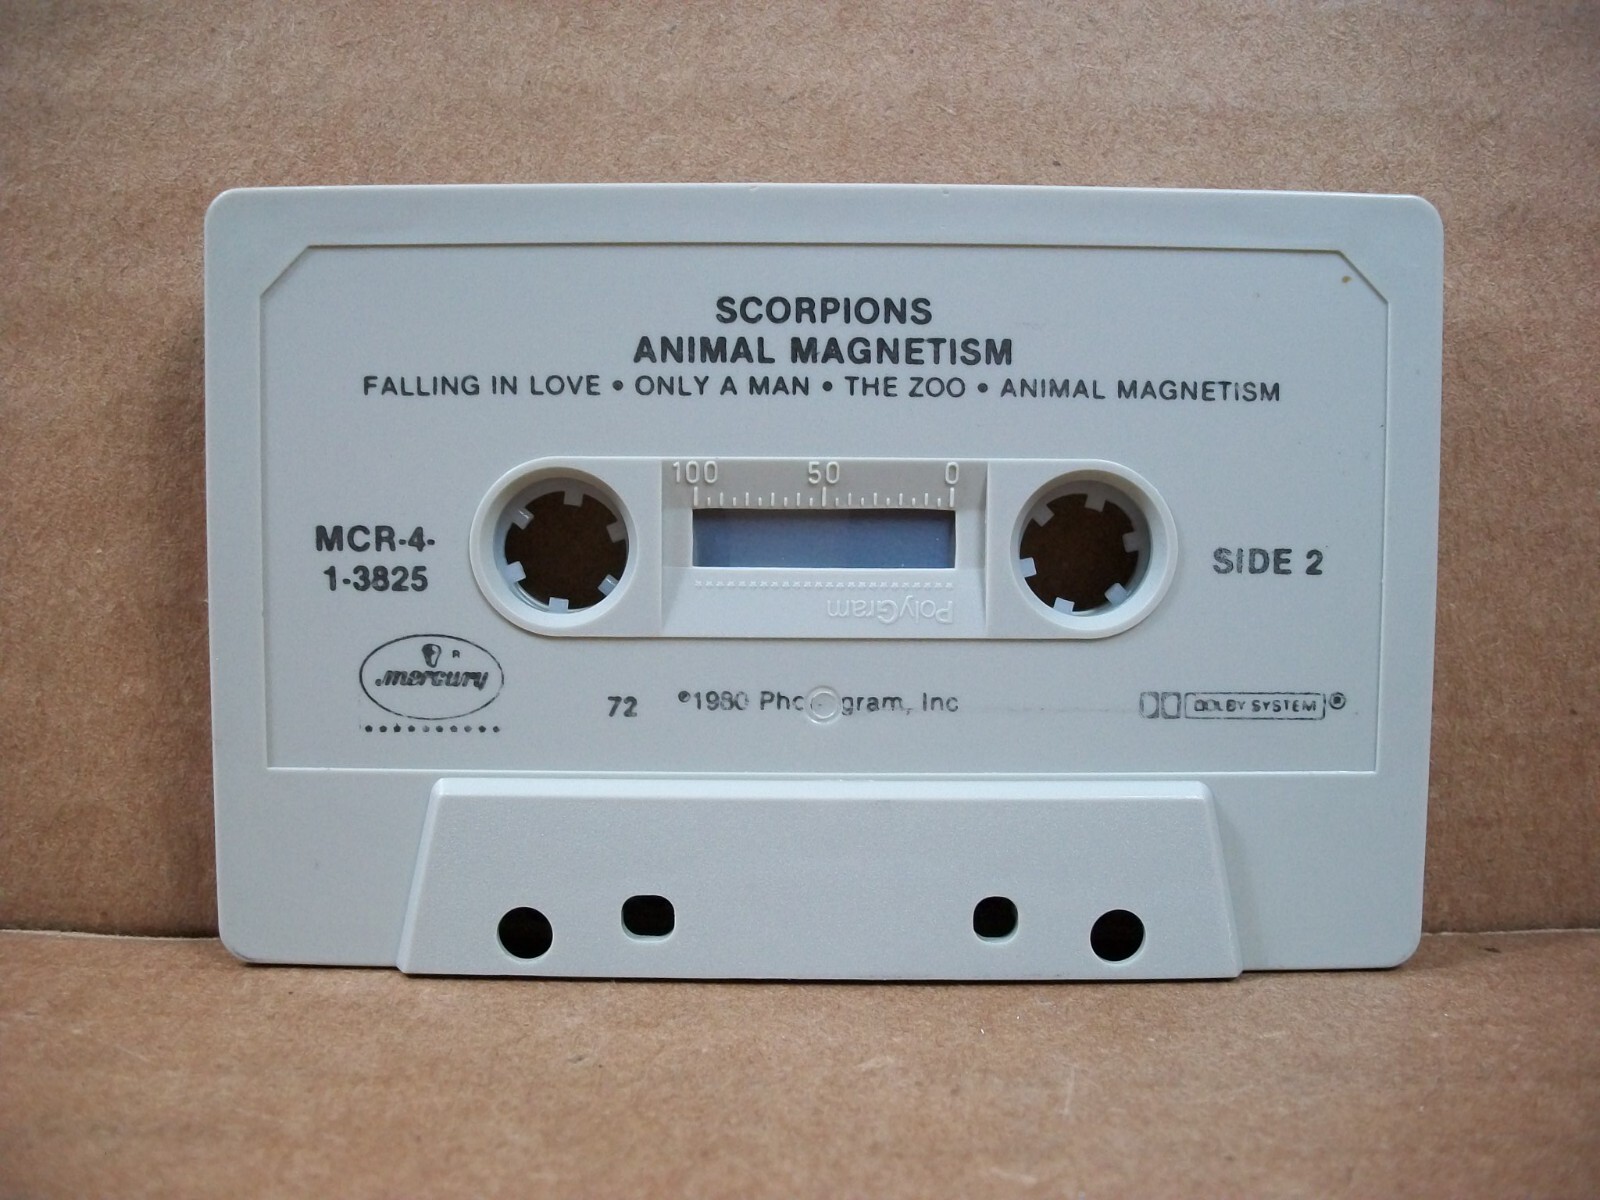 SCORPIONS
ANIMAL MAGNETISM
FALLING IN LOVE • ONLY A MAN • THE ZOO • ANIMAL MAGNETISM
100 50 0
MCR-4-
1-3825
SIDE 2
PolyGram
mercury
72 ℗1980 Phonogram, Inc
DOLBY SYSTEM ®